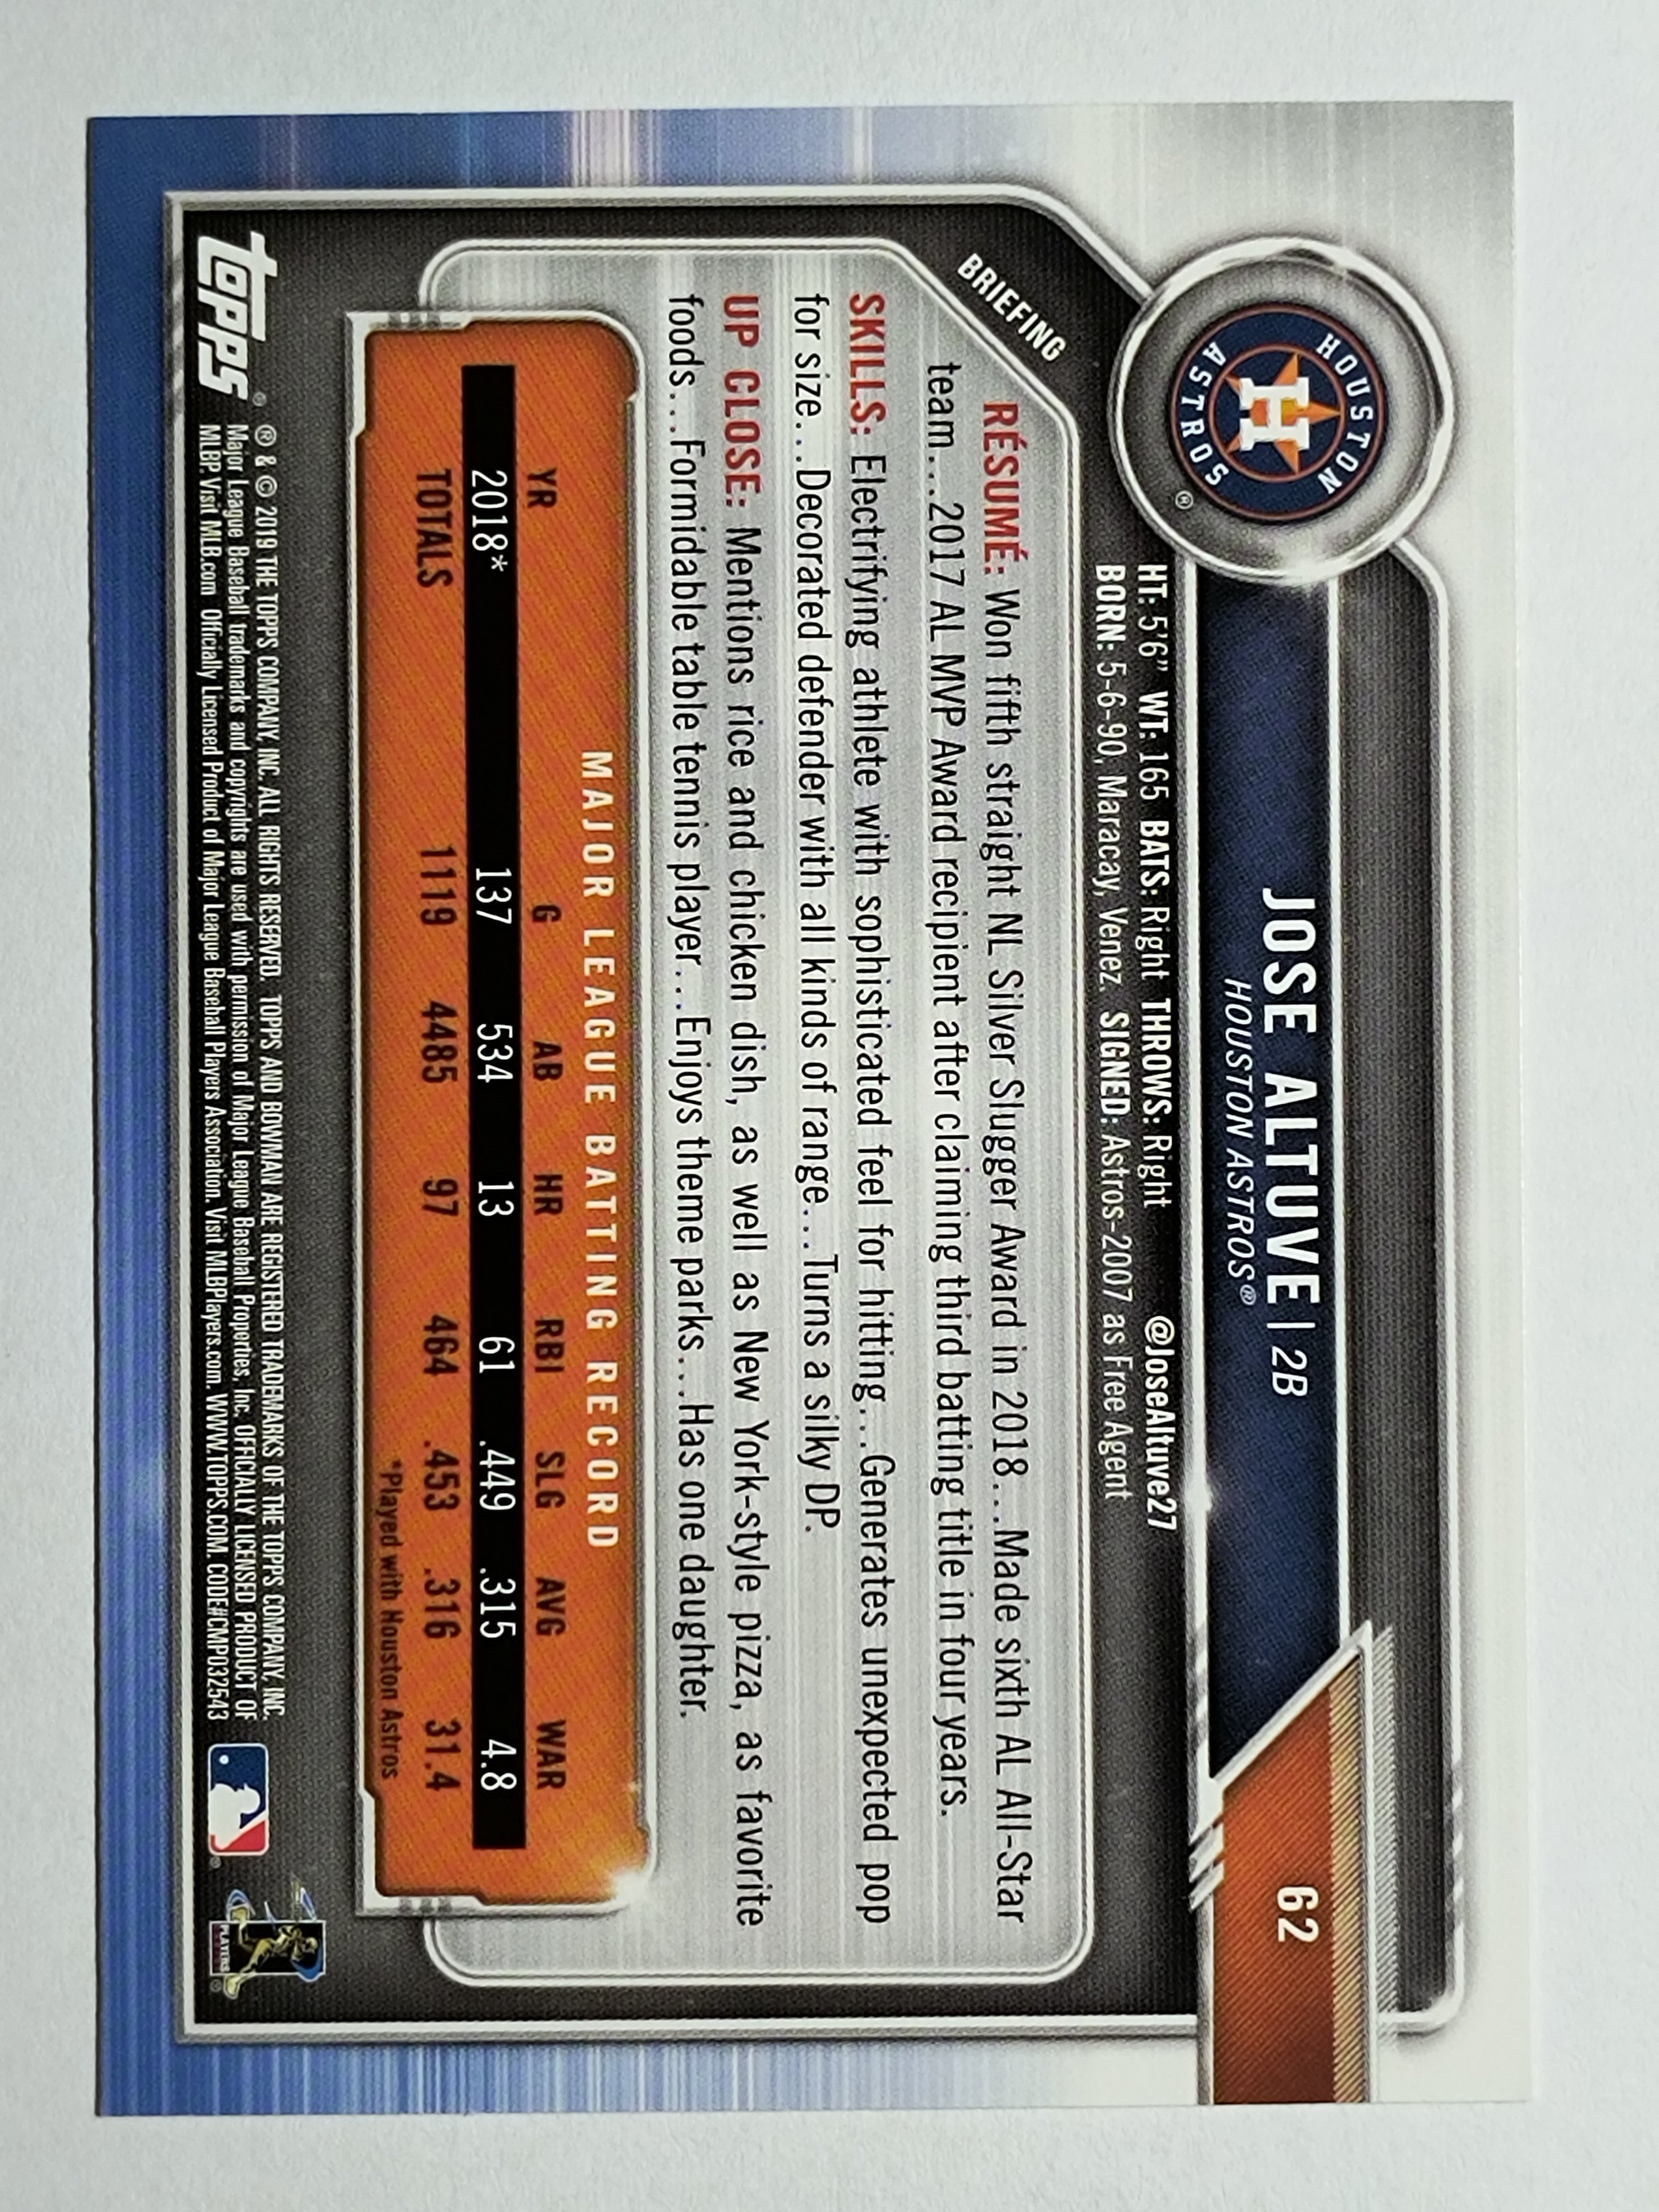 HOUSTON
ASTROS
H
®
JOSE ALTUVE | 2B
HOUSTON ASTROS®
62
HT: 5'6" WT: 165 BATS: Right THROWS: Right @JoseAltuve27
BORN: 5-6-90, Maracay, Venez. SIGNED: Astros-2007 as Free Agent
BRIEFING
RÉSUMÉ: Won fifth straight NL Silver Slugger Award in 2018...Made sixth AL All-Star
team...2017 AL MVP Award recipient after claiming third batting title in four years.
SKILLS: Electrifying athlete with sophisticated feel for hitting...Generates unexpected pop
for size...Decorated defender with all kinds of range...Turns a silky DP.
UP CLOSE: Mentions rice and chicken dish, as well as New York-style pizza, as favorite
foods...Formidable table tennis player...Enjoys theme parks...Has one daughter.
MAJOR LEAGUE BATTING RECORD
YR G AB HR RBI SLG AVG WAR
2018* 137 534 13 61 .449 .315 4.8
TOTALS 1119 4485 97 464 .453 .316 31.4
*Played with Houston Astros
topps®
® & © 2019 THE TOPPS COMPANY, INC. ALL RIGHTS RESERVED. TOPPS AND BOWMAN ARE REGISTERED TRADEMARKS OF THE TOPPS COMPANY, INC.
Major League Baseball trademarks and copyrights are used with permission of Major League Baseball Properties, Inc. OFFICIALLY LICENSED PRODUCT OF
MLBP. Visit MLB.com Officially Licensed Product of Major League Baseball Players Association. Visit MLBPlayers.com. WWW.TOPPS.COM. CODE#CMP032543
PLAYERS